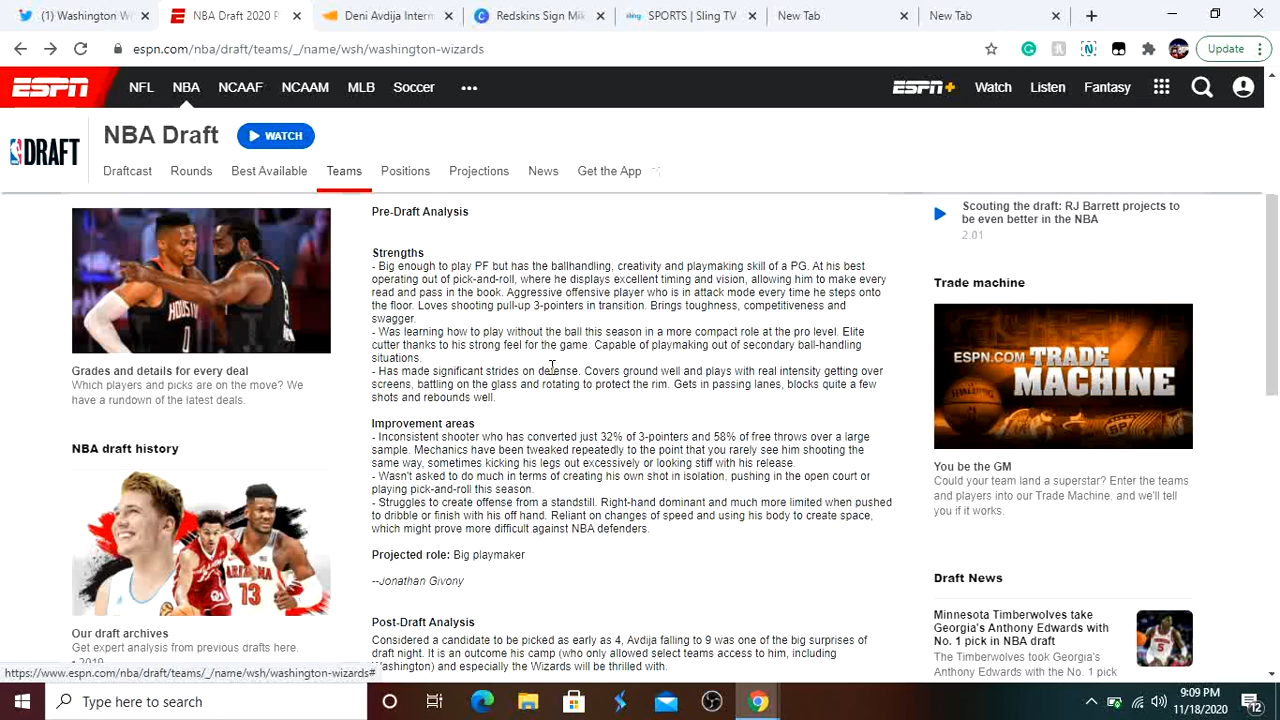 (1) Washington W
NBA Draft 2020 P
Deni Avdija Intern
Redskins Sign Mik
SPORTS | Sling TV
New Tab
New Tab
espn.com/nba/draft/teams/_/name/wsh/washington-wizards
Update
ESPN
NFL
NBA
NCAAF
NCAAM
MLB
Soccer
ESPN+
Watch
Listen
Fantasy
DRAFT
NBA Draft
WATCH
Draftcast
Rounds
Best Available
Teams
Positions
Projections
News
Get the App
HOUSTON
0
Grades and details for every deal
Which players and picks are on the move? We
have a rundown of the latest deals.
NBA draft history
ARIZONA
13
Our draft archives
Get expert analysis from previous drafts here.
• 2019
Pre-Draft Analysis
Strengths
- Big enough to play PF but has the ballhandling, creativity and playmaking skill of a PG. At his best
operating out of pick-and-roll, where he displays excellent timing and vision, allowing him to make every
read and pass in the book. Aggressive offensive player who is in attack mode every time he steps onto
the floor. Loves shooting pull-up 3-pointers in transition. Brings toughness, competitiveness and
swagger.
- Was learning how to play without the ball this season in a more compact role at the pro level. Elite
cutter thanks to his strong feel for the game. Capable of playmaking out of secondary ball-handling
situations.
- Has made significant strides on defense. Covers ground well and plays with real intensity getting over
screens, battling on the glass and rotating to protect the rim. Gets in passing lanes, blocks quite a few
shots and rebounds well.
Improvement areas
- Inconsistent shooter who has converted just 32% of 3-pointers and 58% of free throws over a large
sample. Mechanics have been tweaked repeatedly to the point that you rarely see him shooting the
same way, sometimes kicking his legs out excessively or looking stiff with his release.
- Wasn't asked to do much in terms of creating his own shot in isolation, pushing in the open court or
playing pick-and-roll this season.
- Struggles to create offense from a standstill. Right-hand dominant and much more limited when pushed
to dribble or finish with his off hand. Reliant on changes of speed and using his body to create space,
which might prove more difficult against NBA defenders.
Projected role: Big playmaker
--Jonathan Givony
Post-Draft Analysis
Considered a candidate to be picked as early as 4, Avdija falling to 9 was one of the big surprises of
draft night. It is an outcome his camp (who only allowed select teams access to him, including
Washington) and especially the Wizards will be thrilled with.
Scouting the draft: RJ Barrett projects to
be even better in the NBA
2:01
Trade machine
ESPN.COM TRADE
MACHINE
You be the GM
Could your team land a superstar? Enter the teams
and players into our Trade Machine, and we'll tell
you if it works.
Draft News
Minnesota Timberwolves take
Georgia's Anthony Edwards with
No. 1 pick in NBA draft
The Timberwolves took Georgia's
Anthony Edwards with the No. 1 pick
5
https://www.espn.com/nba/draft/teams/_/name/wsh/washington-wizards#
Type here to search
9:09 PM
11/18/2020
12